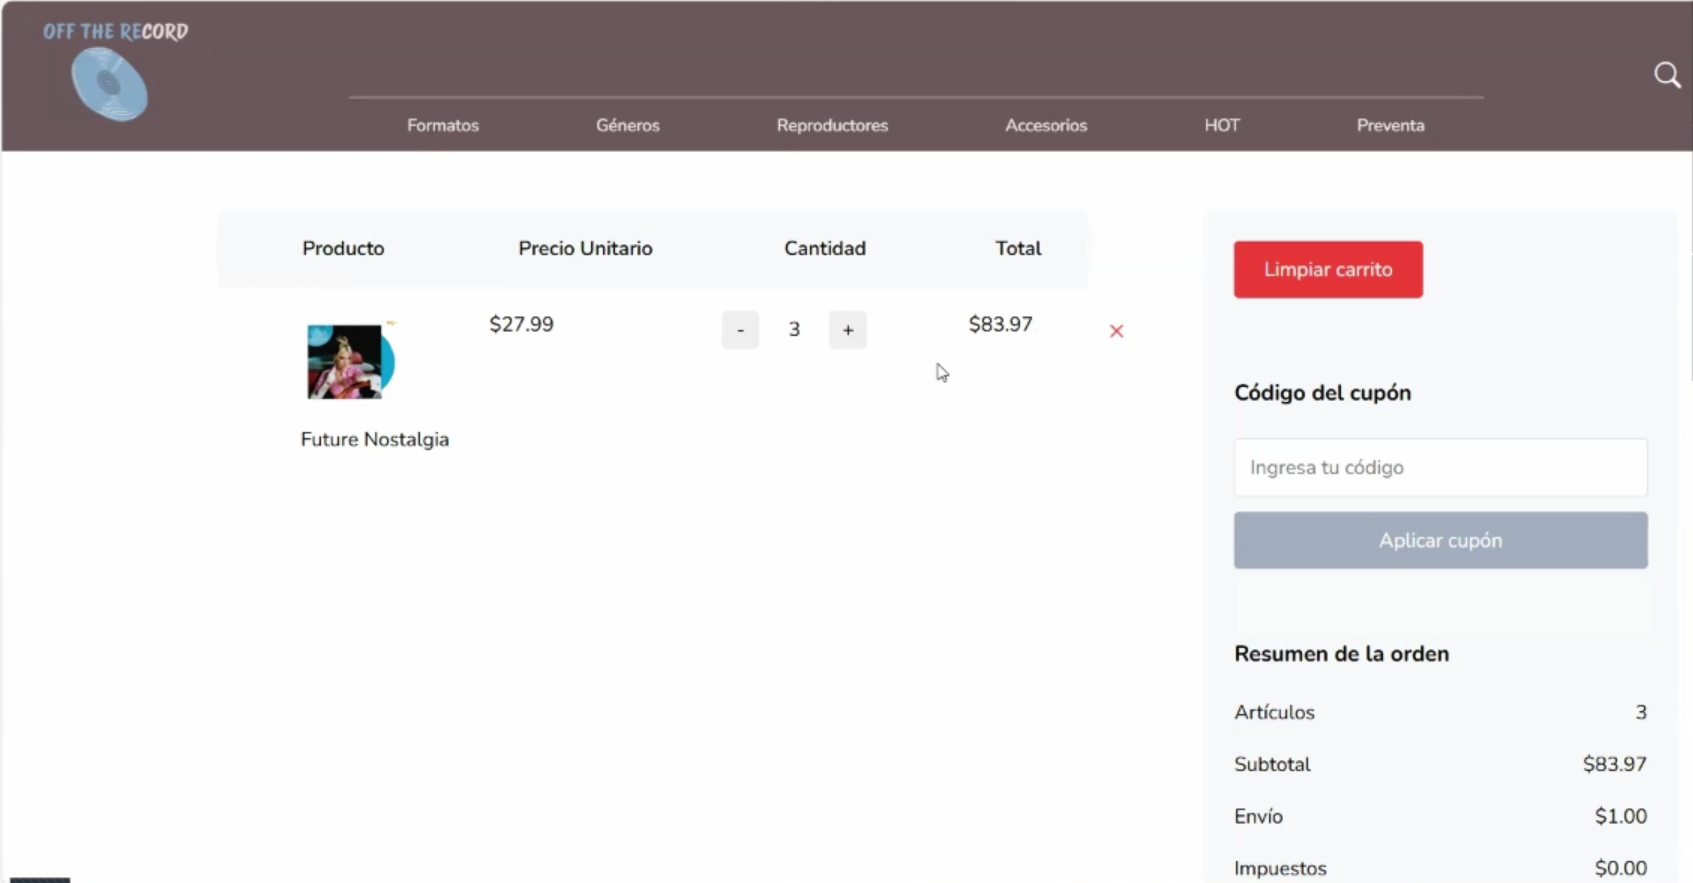 OFF THE RECORD
Formatos Géneros Reproductores Accesorios HOT Preventa
Producto Precio Unitario Cantidad Total
$27.99 - 3 + $83.97 ×
Future Nostalgia
Limpiar carrito
Código del cupón
Ingresa tu código
Aplicar cupón
Resumen de la orden
Artículos 3
Subtotal $83.97
Envío $1.00
Impuestos $0.00